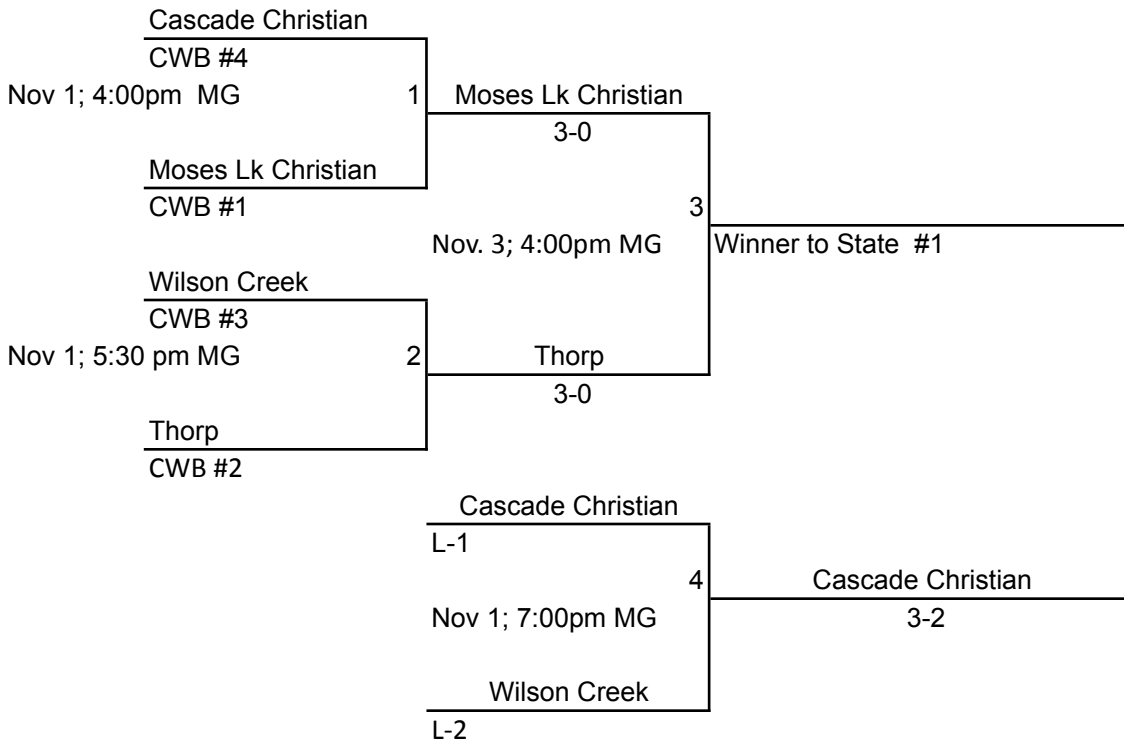 Cascade Christian
CWB #4
Nov 1; 4:00pm  MG
1
Moses Lk Christian
3-0
Moses Lk Christian
CWB #1
3
Nov. 3; 4:00pm MG
Winner to State  #1
Wilson Creek
CWB #3
Nov 1; 5:30 pm MG
2
Thorp
3-0
Thorp
CWB #2
Cascade Christian
L-1
4
Cascade Christian
Nov 1; 7:00pm MG
3-2
Wilson Creek
L-2